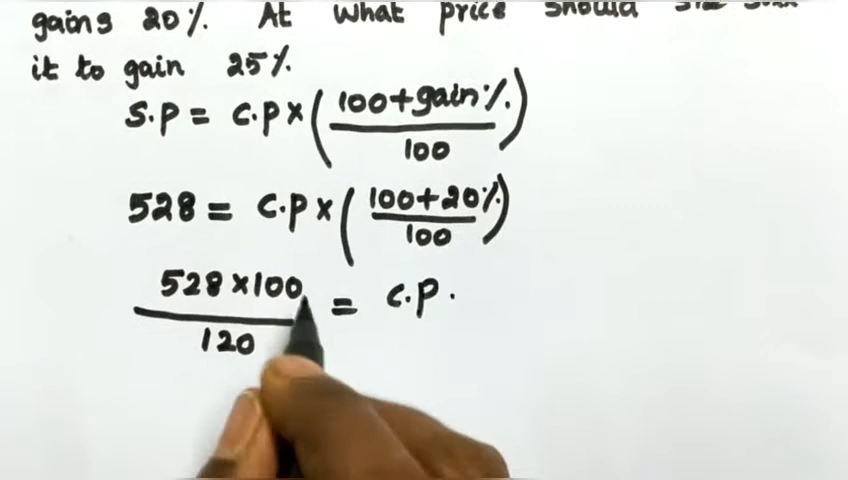 gains 20%. At what price should she
it to gain 25%.
S.P = C.P × ( 100+gain% / 100 )
528 = C.P × ( 100+20% / 100 )
528×100 / 120 = C.P.